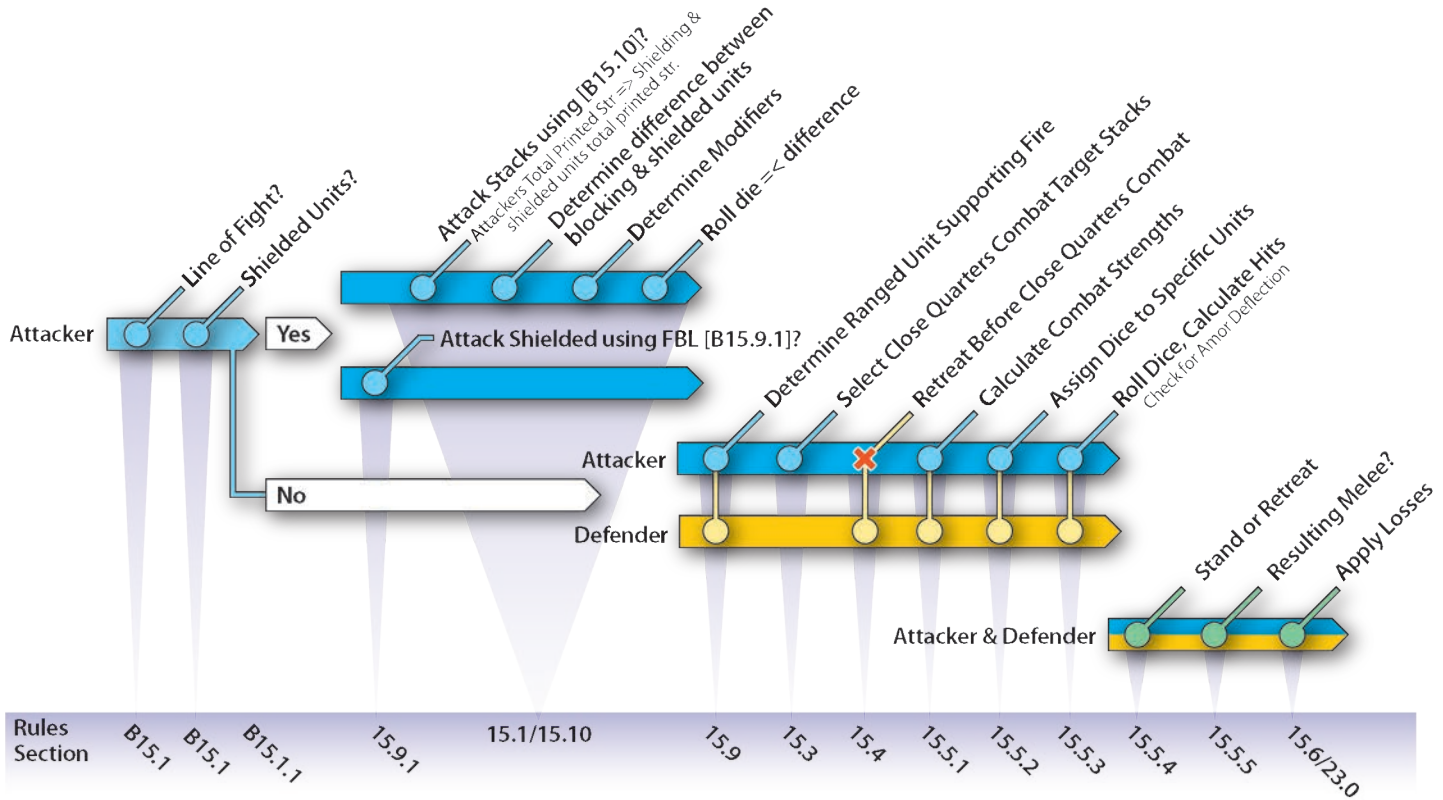 Attack Stacks using [B15.10]?
Attackers Total Printed Str => Shielding &
shielded units total printed str.
Determine difference between
blocking & shielded units
Determine Modifiers
Roll die =< difference
Line of Fight?
Shielded Units?
Attacker
Yes
Attack Shielded using FBL [B15.9.1]?
No
Determine Ranged Unit Supporting Fire
Select Close Quarters Combat Target Stacks
Retreat Before Close Quarters Combat
Calculate Combat Strengths
Assign Dice to Specific Units
Roll Dice, Calculate Hits
Check for Amor Deflection
Attacker
Defender
Stand or Retreat
Resulting Melee?
Apply Losses
Attacker & Defender
Rules
Section
B15.1
B15.1
B15.1.1
15.9.1
15.1/15.10
15.9
15.3
15.4
15.5.1
15.5.2
15.5.3
15.5.4
15.5.5
15.6/23.0